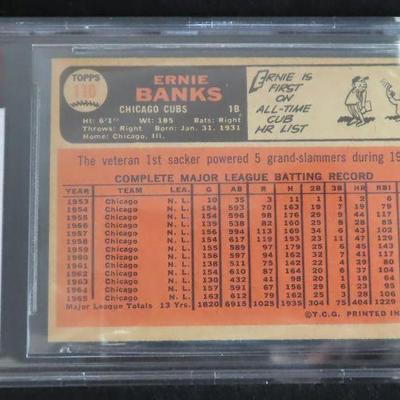 TOPPS
110
ERNIE
BANKS
CHICAGO CUBS 1B
Ht: 6'1" Wt: 185 Bats: Right
Throws: Right Born: Jan. 31, 1931
Home: Chicago, Ill.
ERNIE IS
FIRST
ON
ALL-TIME
CUB
HR LIST
The veteran 1st sacker powered 5 grand-slammers during 19
COMPLETE MAJOR LEAGUE BATTING RECORD
YEAR TEAM LEA. G AB R H 2B 3B HR RBI
1953 Chicago N. L. 10 35 3 11 1 1 2 6
1954 Chicago N. L. 154 593 70 163 19 7 19 79
1955 Chicago N. L. 154 596 98 176 29 9 44 117
1956 Chicago N. L. 139 538 82 160 25 8 28 85
1957 Chicago N. L. 156 594 113 169 34 6 43 102
1958 Chicago N. L. 154 617 119 193 23 11 47 129
1959 Chicago N. L. 155 589 97 179 25 6 45 143
1960 Chicago N. L. 156 597 94 162 32 7 41 117
1961 Chicago N. L. 138 511 75 142 22 4 29 80
1962 Chicago N. L. 154 610 87 164 20 6 37 104
1963 Chicago N. L. 130 432 41 98 20 1 18 64
1964 Chicago N. L. 157 591 67 156 29 6 23 95
1965 Chicago N. L. 163 612 79 162 25 3 28 106
Major League Totals 13 Yrs. 1820 6915 1025 1935 304 75 404 1229
©T.C.G. PRINTED IN